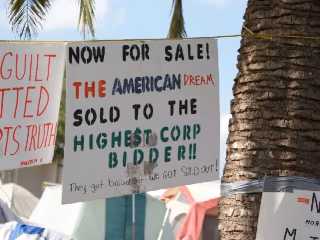 GUILT
TTED
PTS TRUTH
NOW FOR SALE!
THE AMERICAN DREAM
SOLD TO THE
HIGHEST CORP
BIDDER!!
They got bailed out - WE GOT SOLD OUT!